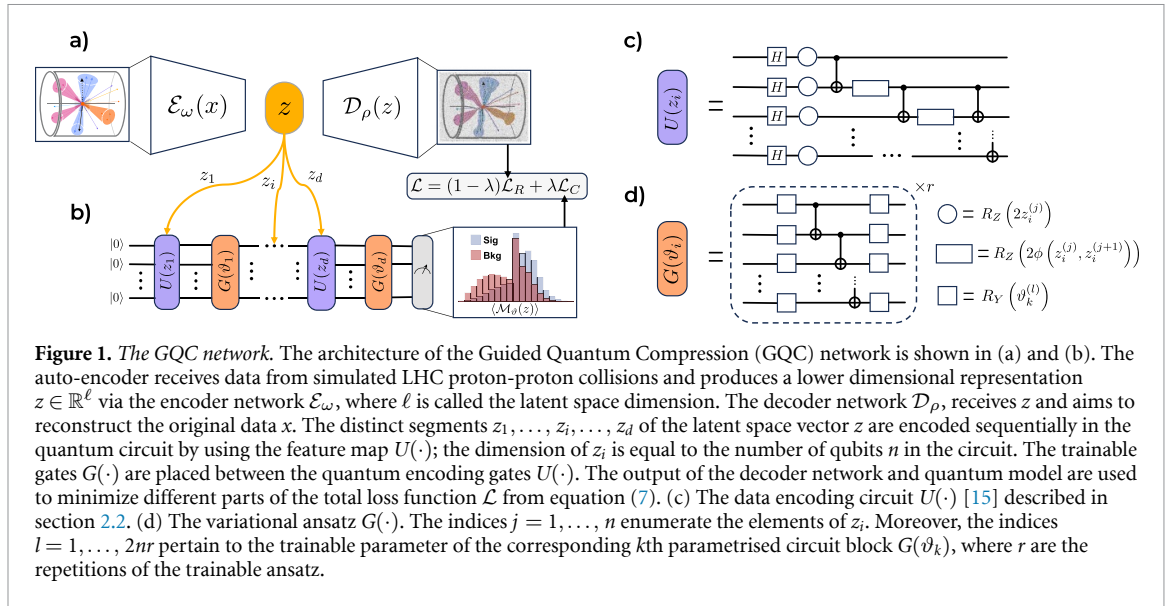 a)
ℰ_ω(x)
z
𝒟_ρ(z)
z_1
z_i
z_d
ℒ = (1 − λ)ℒ_R + λℒ_C
b)
|0⟩
|0⟩
|0⟩
U(z_1)
G(ϑ_1)
U(z_d)
G(ϑ_d)
Sig
Bkg
⟨ℳ_ϑ(z)⟩
c)
U(z_i)
=
H
H
H
H
d)
G(ϑ_i)
=
×r
= R_Z (2z_i^{(j)})
= R_Z (2ϕ (z_i^{(j)}, z_i^{(j+1)}))
= R_Y (ϑ_k^{(l)})
Figure 1. The GQC network. The architecture of the Guided Quantum Compression (GQC) network is shown in (a) and (b). The
auto-encoder receives data from simulated LHC proton-proton collisions and produces a lower dimensional representation
z ∈ ℝ^ℓ via the encoder network ℰ_ω, where ℓ is called the latent space dimension. The decoder network 𝒟_ρ, receives z and aims to
reconstruct the original data x. The distinct segments z_1, . . . , z_i, . . . , z_d of the latent space vector z are encoded sequentially in the
quantum circuit by using the feature map U(·); the dimension of z_i is equal to the number of qubits n in the circuit. The trainable
gates G(·) are placed between the quantum encoding gates U(·). The output of the decoder network and quantum model are used
to minimize different parts of the total loss function ℒ from equation (7). (c) The data encoding circuit U(·) [15] described in
section 2.2. (d) The variational ansatz G(·). The indices j = 1, . . . , n enumerate the elements of z_i. Moreover, the indices
l = 1, . . . , 2nr pertain to the trainable parameter of the corresponding kth parametrised circuit block G(ϑ_k), where r are the
repetitions of the trainable ansatz.